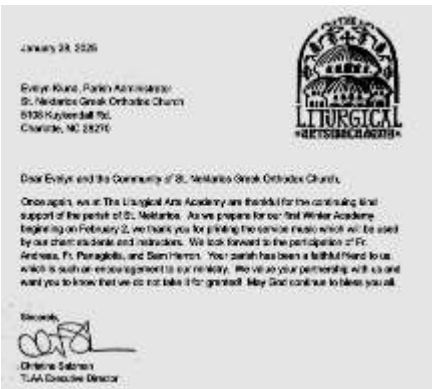 January 28, 2025
THE
LITURGICAL
ARTS ACADEMY
Evelyn Kiund, Parish Administrator
St. Nektarios Greek Orthodox Church
5108 Kuykendall Rd.
Charlotte, NC 28270
Dear Evelyn and the Community of St. Nektarios Greek Orthodox Church,
Once again, we at The Liturgical Arts Academy are thankful for the continuing kind
support of the parish of St. Nektarios. As we prepare for our first Winter Academy
beginning on February 2, we thank you for printing the service music which will be used
by our chant students and instructors. We look forward to the participation of Fr.
Andreas, Fr. Panagiotis, and Sam Herron. Your parish has been a faithful friend to us,
which is such an encouragement to our ministry. We value your partnership with us and
want you to know that we do not take it for granted! May God continue to bless you all.
Sincerely,
Christina Salzman
TLAA Executive Director